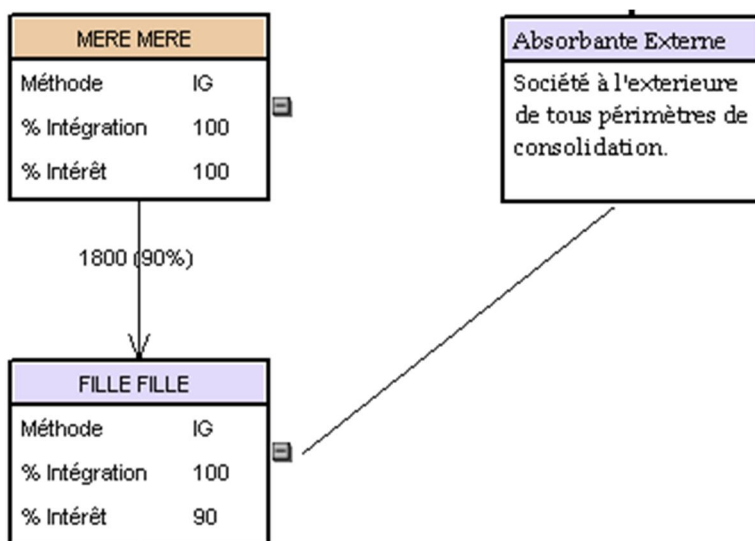 MERE MERE
Méthode IG
% Intégration 100
% Intérêt 100
Absorbante Externe
Société à l'exterieure
de tous périmètres de
consolidation.
1800 (90%)
FILLE FILLE
Méthode IG
% Intégration 100
% Intérêt 90